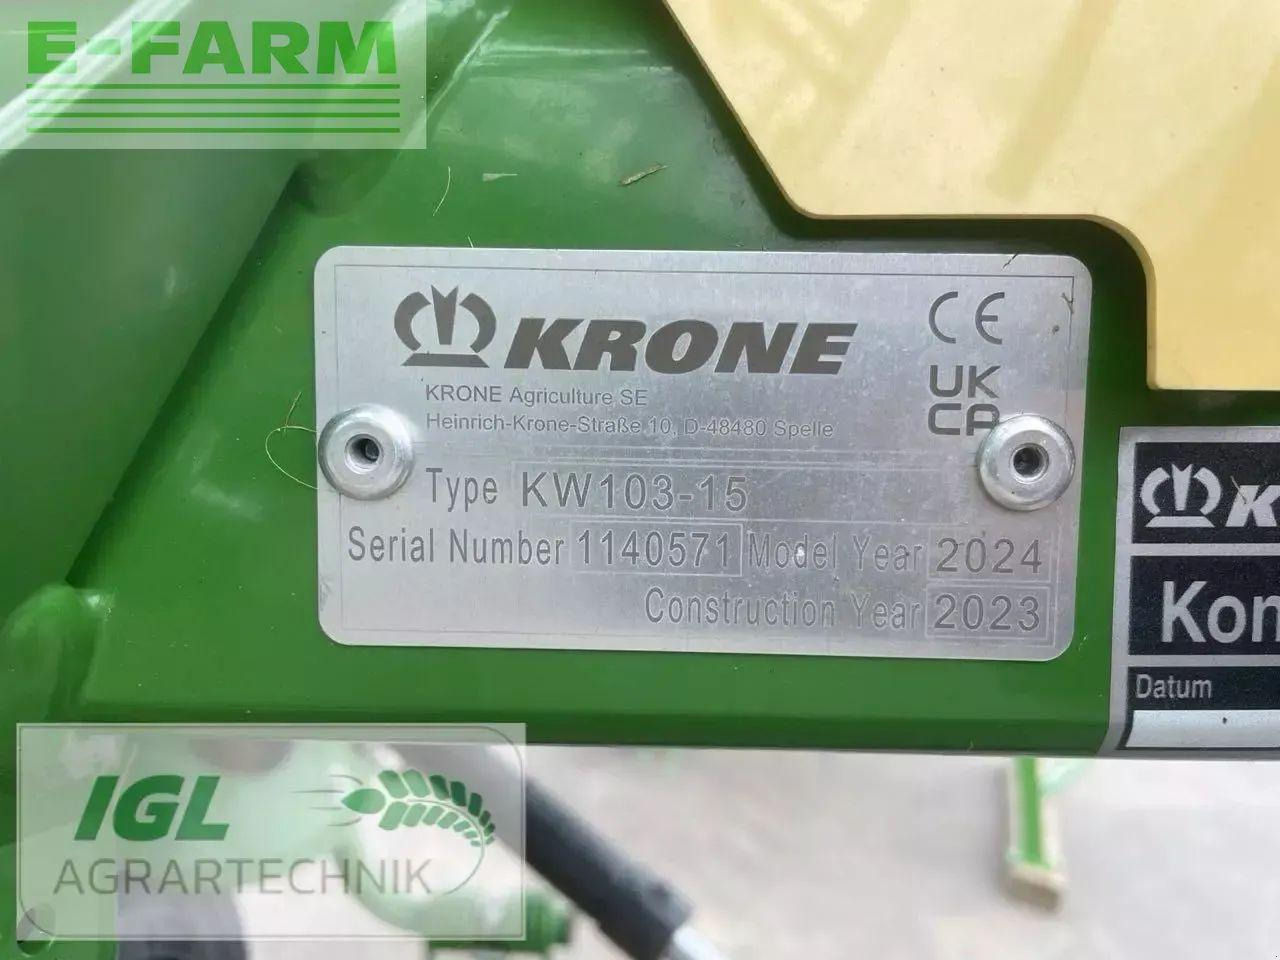 E-FARM
KRONE
CE
KRONE Agriculture SE
Heinrich-Krone-Straße 10, D-48480 Spelle
UK
CA
Type KW103-15
Serial Number 1140571 Model Year 2024
Construction Year 2023
K
Kon
Datum
IGL
AGRARTECHNIK